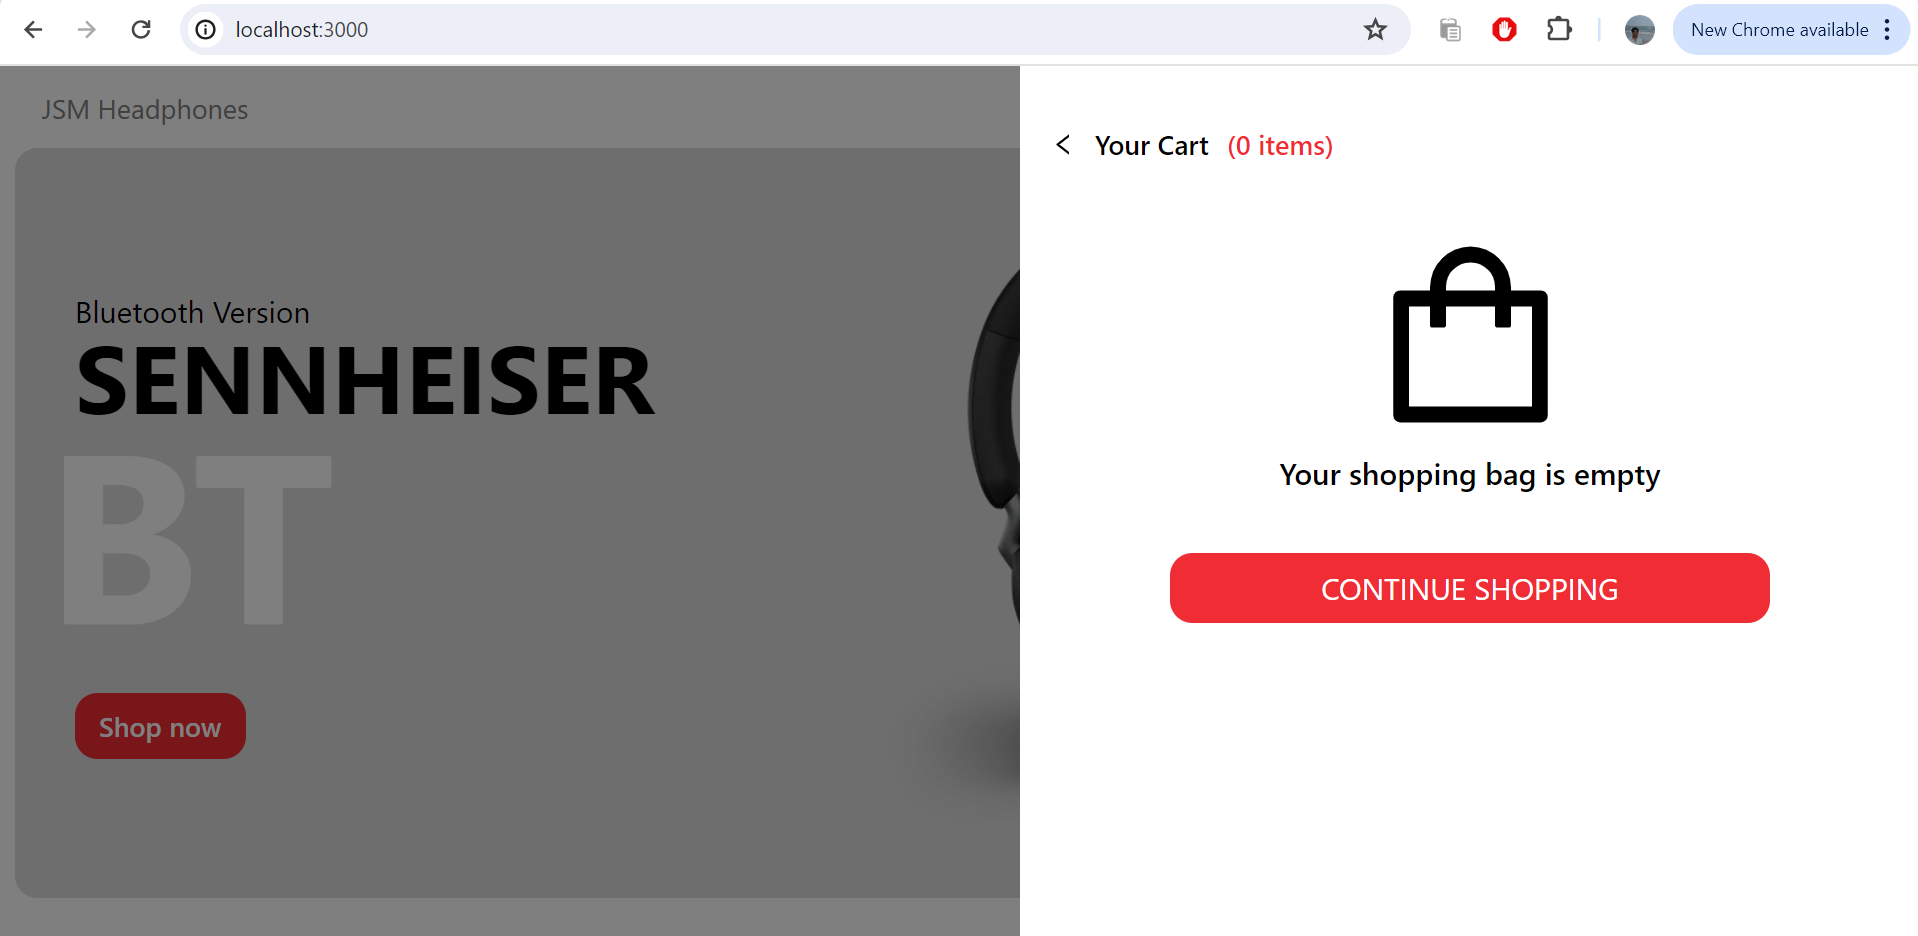 localhost:3000
New Chrome available
JSM Headphones
Bluetooth Version
SENNHEISER
BT
Shop now
Your Cart (0 items)
Your shopping bag is empty
CONTINUE SHOPPING